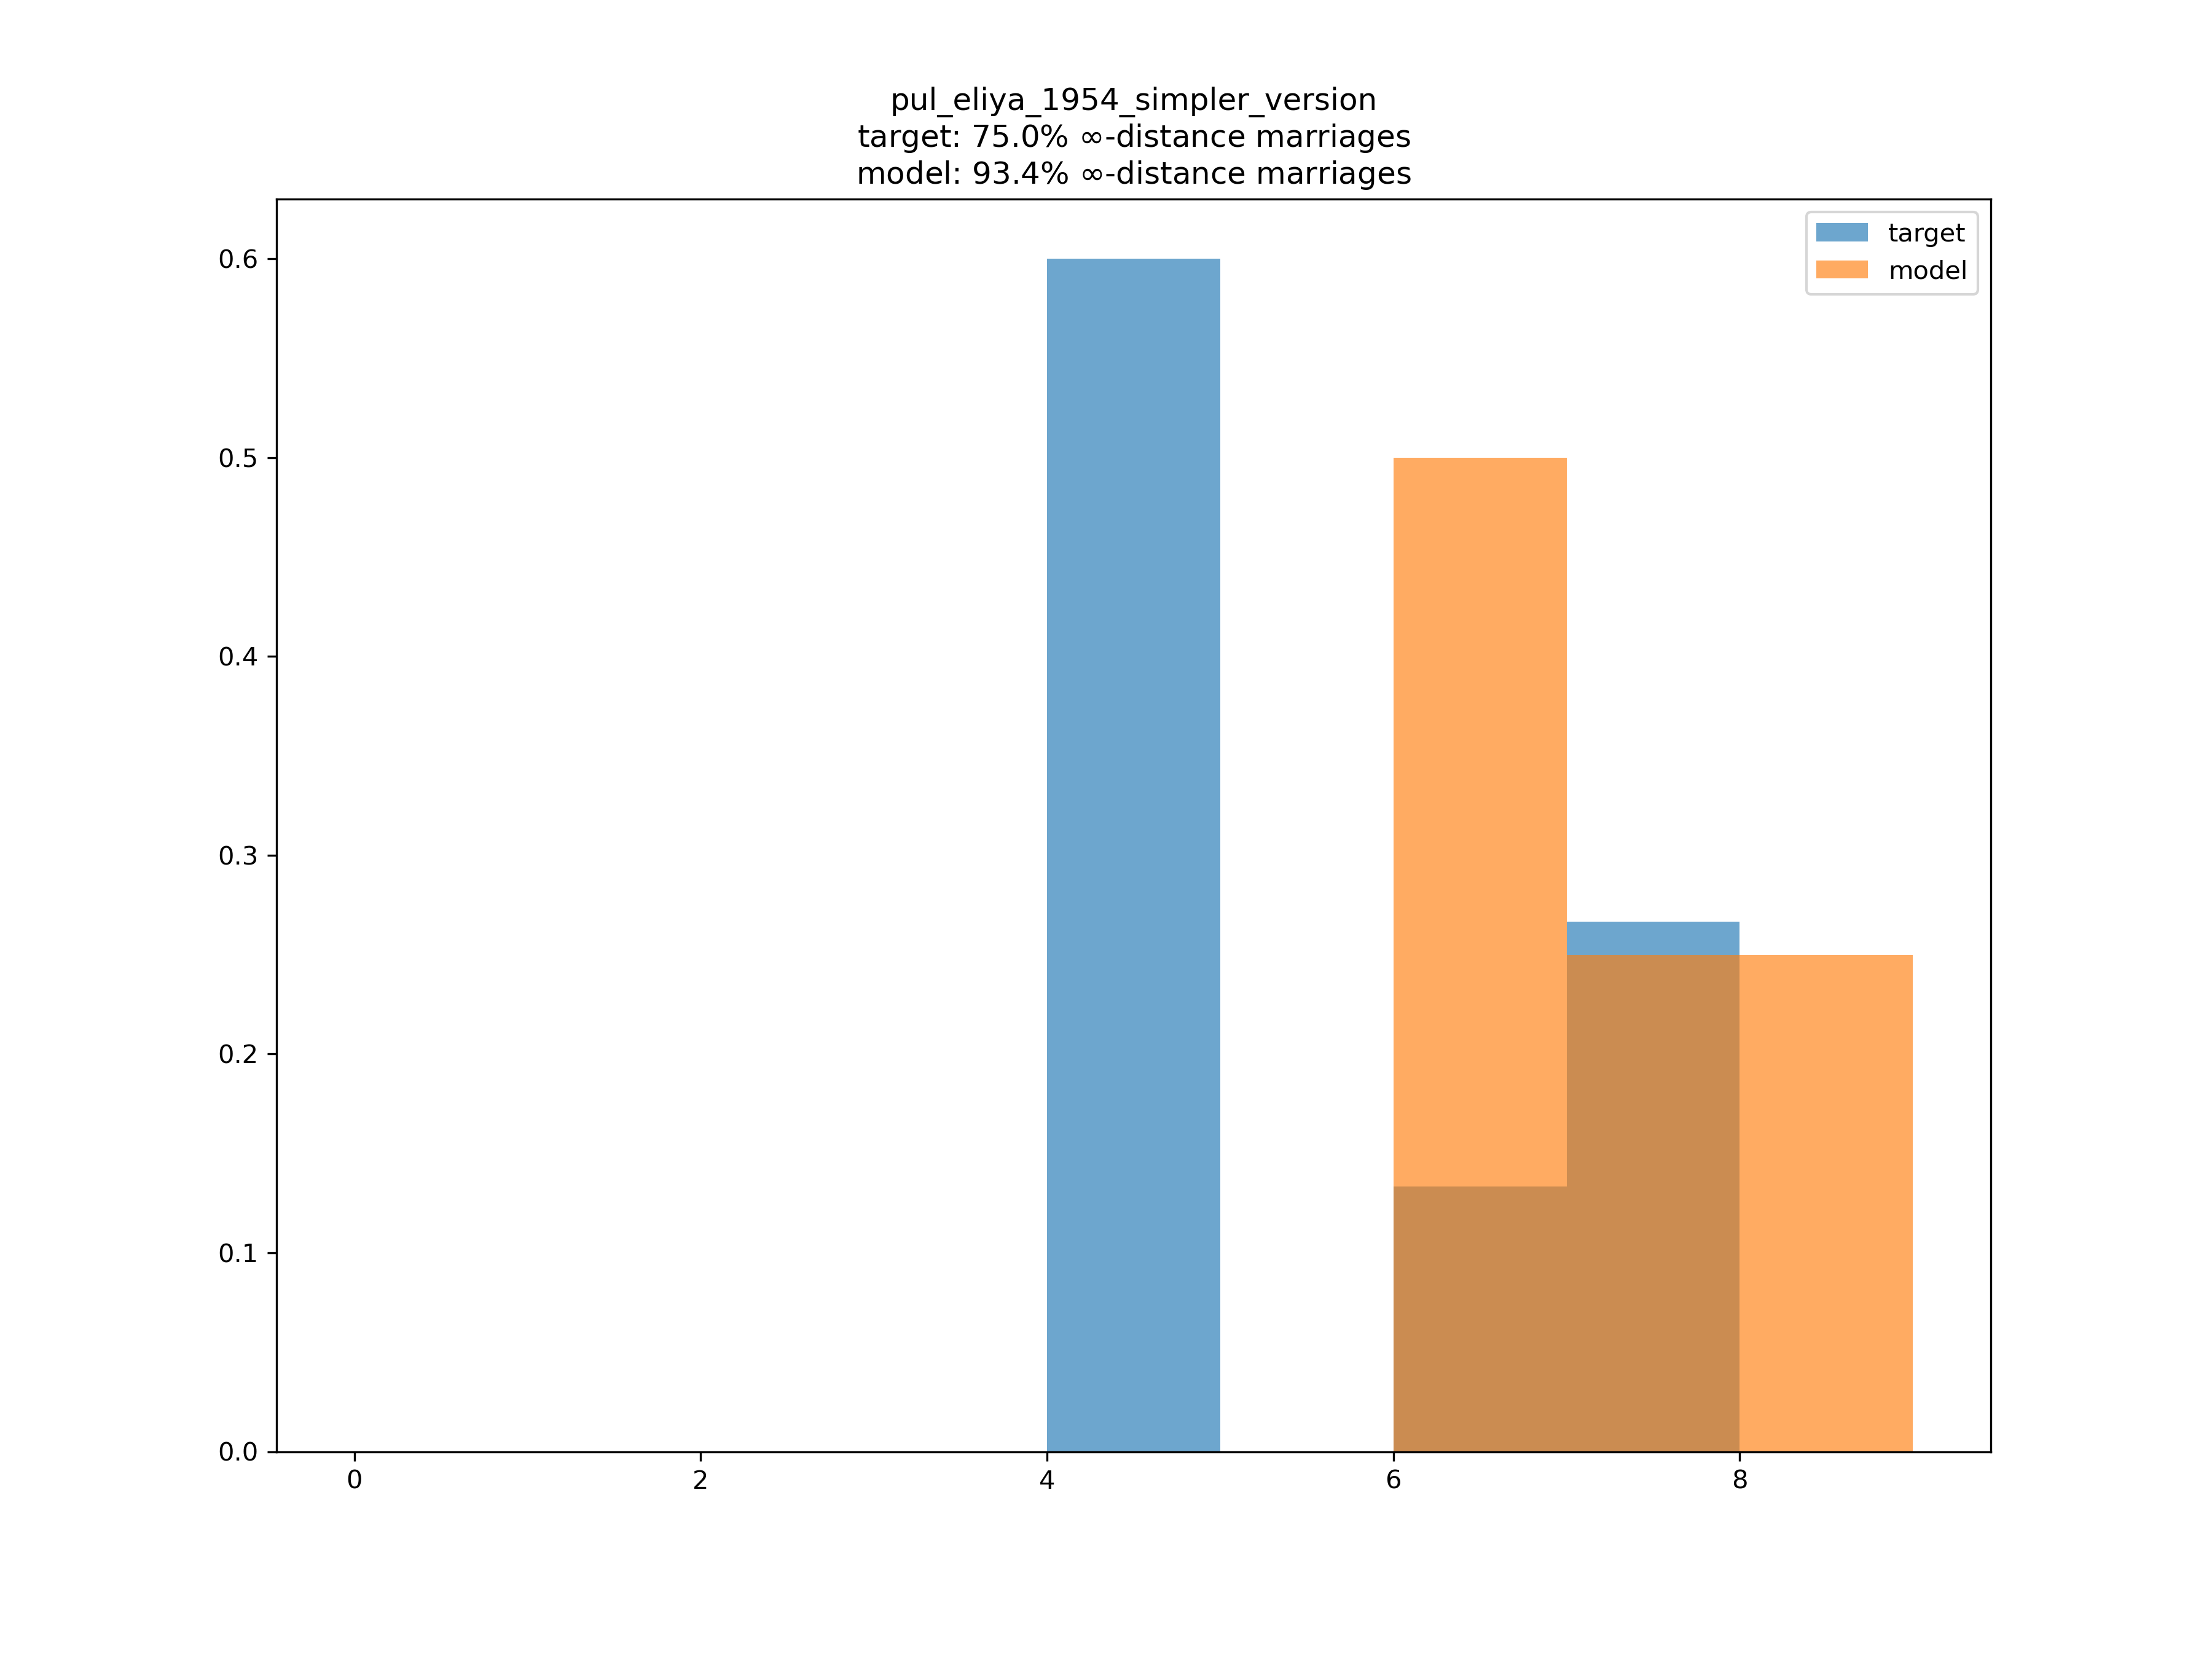 pul_eliya_1954_simpler_version
target: 75.0% ∞-distance marriages
model: 93.4% ∞-distance marriages
target
model
0.6
0.5
0.4
0.3
0.2
0.1
0.0
0 2 4 6 8